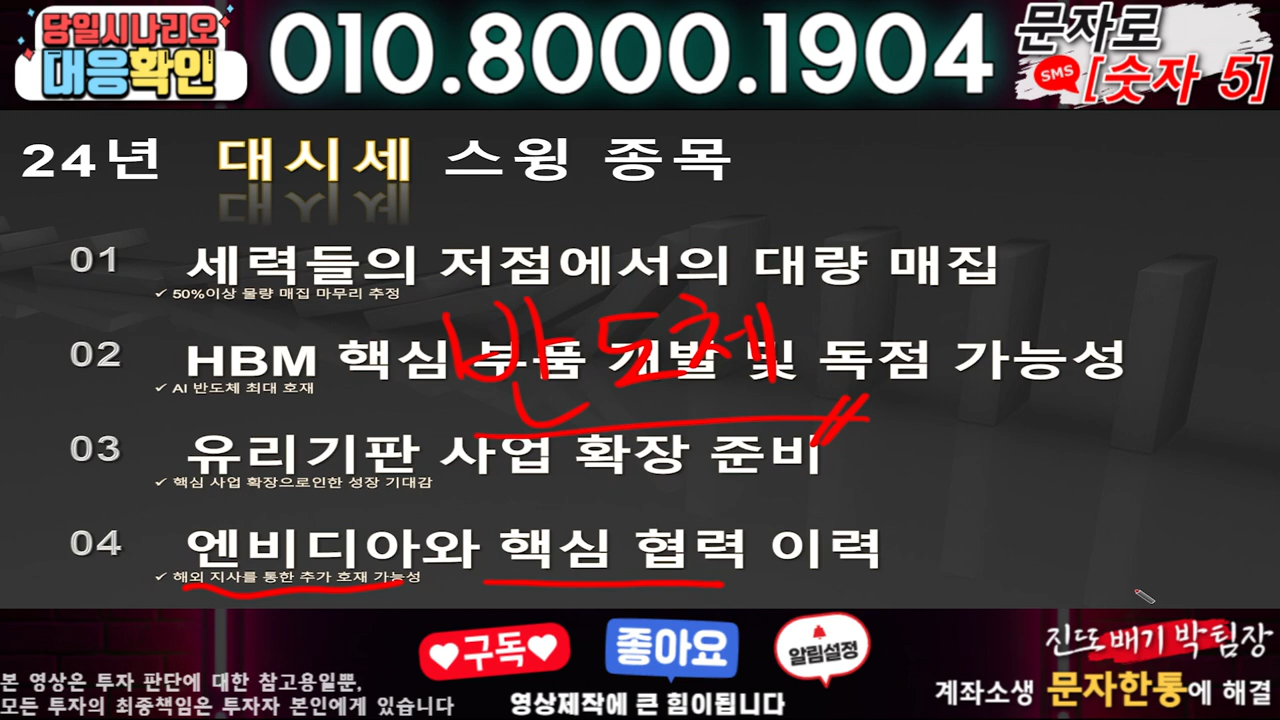 당일시나리오
대응확인
010.8000.1904
문자로
SMS [숫자 5]
24년 대시세 스윙 종목
01 세력들의 저점에서의 대량 매집
✓ 50%이상 물량 매집 마무리 추정
반도체
02 HBM 핵심 부품 개발 및 독점 가능성
✓ AI 반도체 최대 호재
03 유리기판 사업 확장 준비
✓ 핵심 사업 확장으로인한 성장 기대감
04 엔비디아와 핵심 협력 이력
✓ 해외 지사를 통한 추가 호재 가능성
구독
좋아요
알림설정
영상제작에 큰 힘이됩니다
본 영상은 투자 판단에 대한 참고용일뿐,
모든 투자의 최종책임은 투자자 본인에게 있습니다
진또배기 박팀장
계좌소생 문자한통에 해결